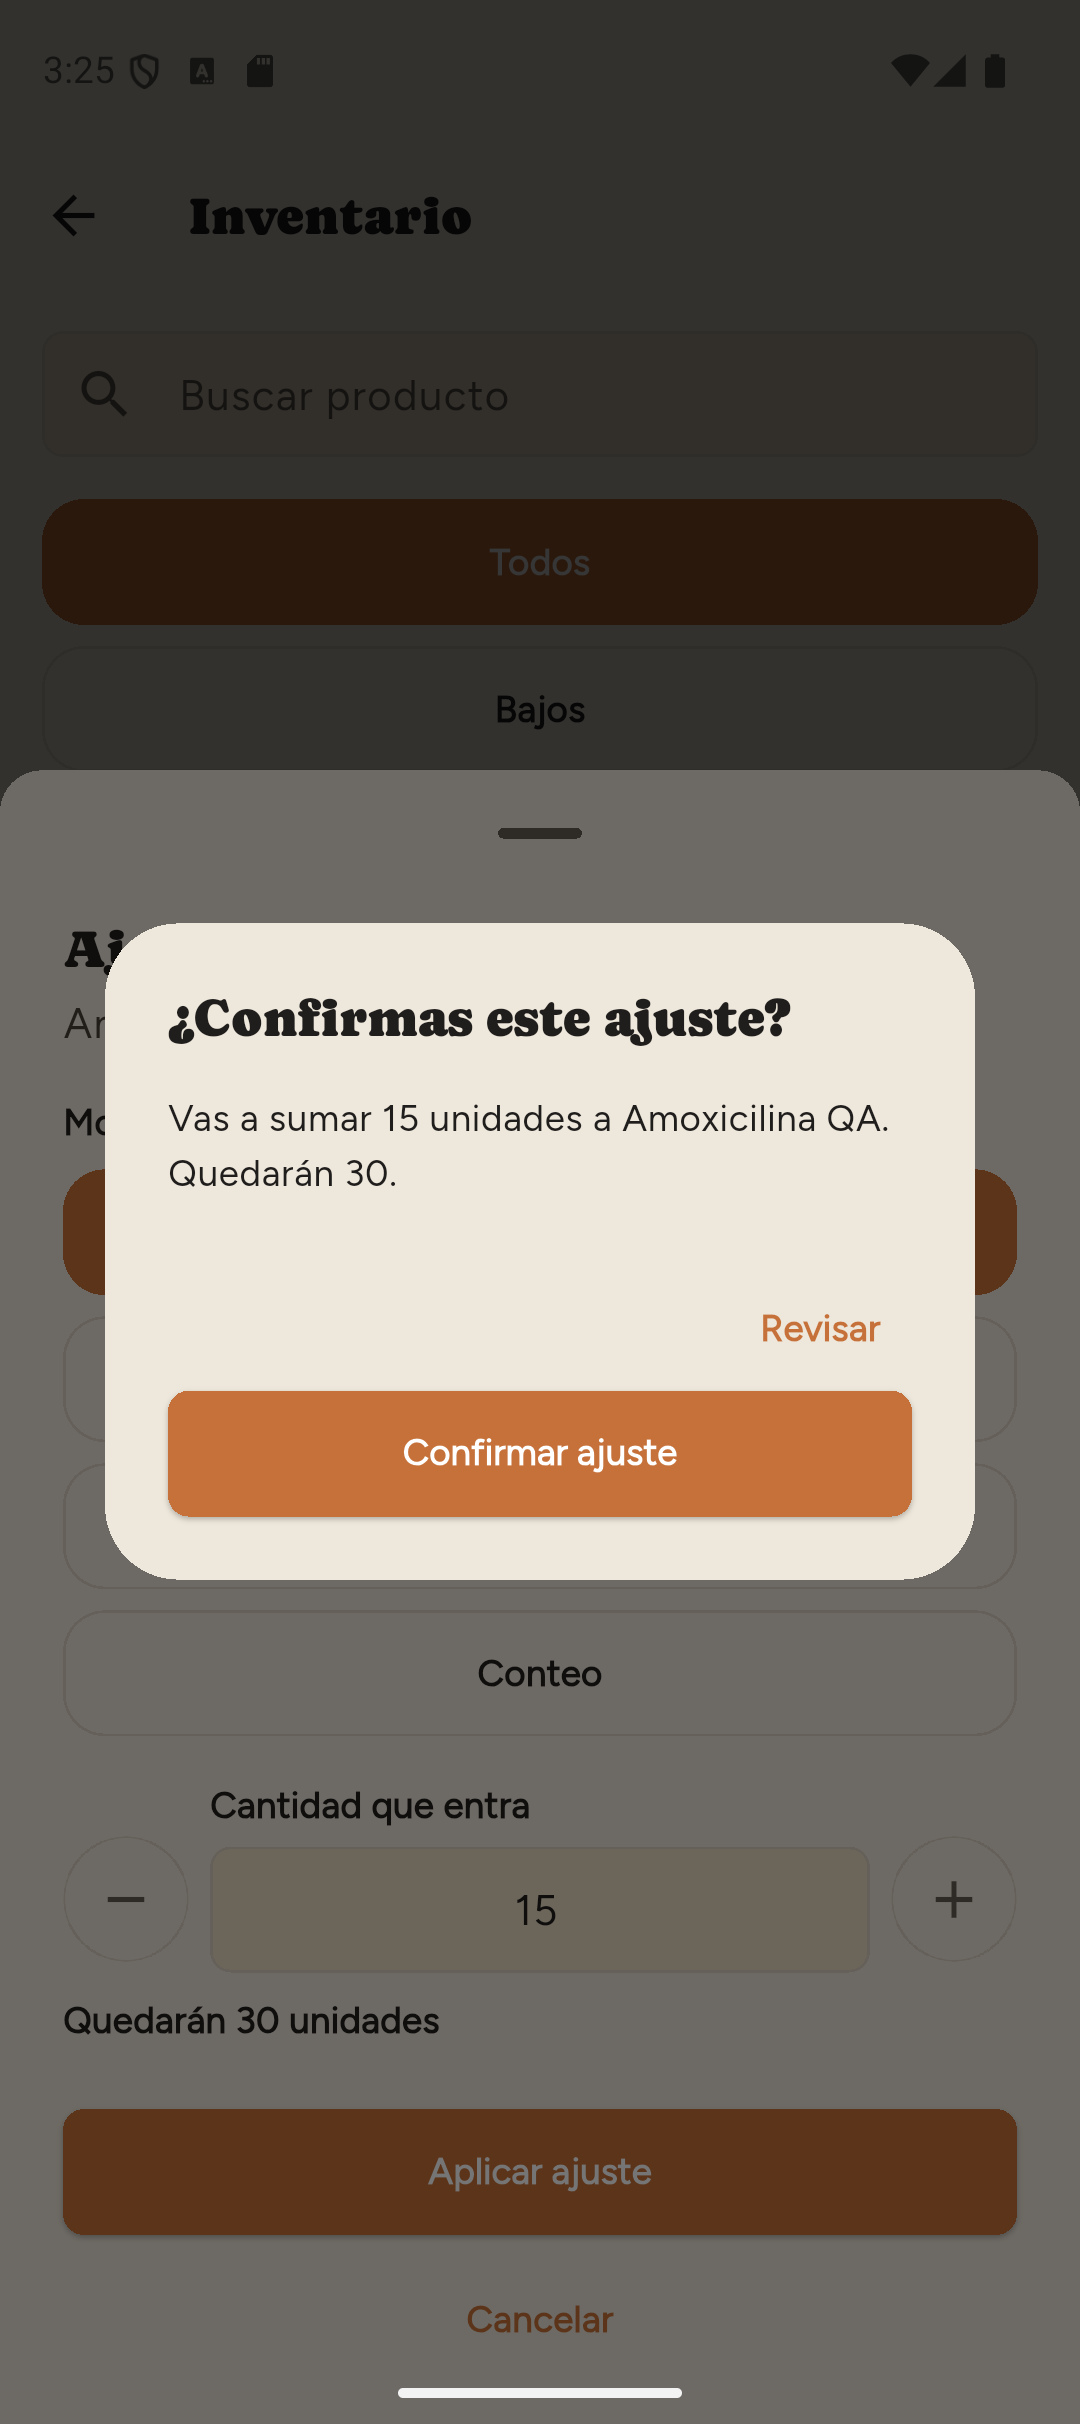 3:25
Inventario
Buscar producto
Todos
Bajos
¿Confirmas este ajuste?
Vas a sumar 15 unidades a Amoxicilina QA.
Quedarán 30.
Revisar
Confirmar ajuste
Conteo
Cantidad que entra
15
Quedarán 30 unidades
Aplicar ajuste
Cancelar